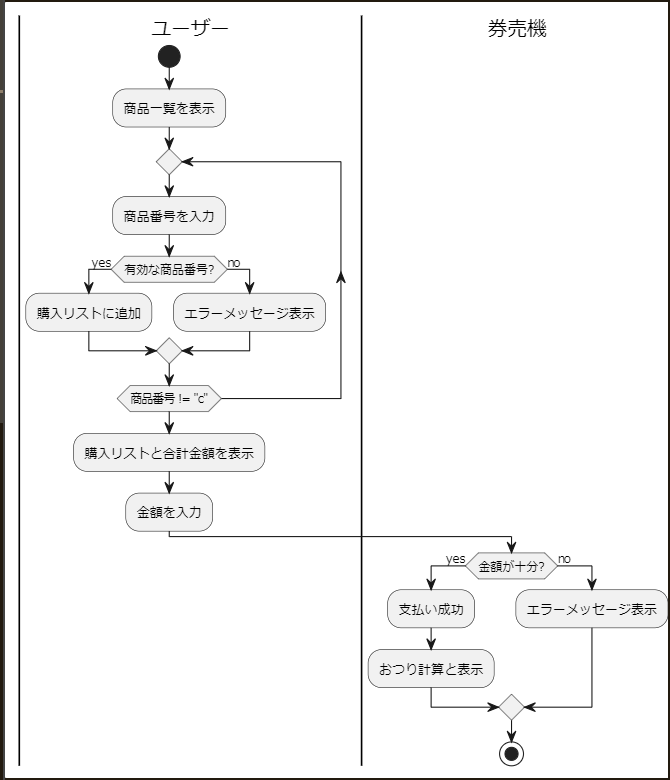 ユーザー
券売機
商品一覧を表示
商品番号を入力
有効な商品番号?
yes
no
購入リストに追加
エラーメッセージ表示
商品番号 != "c"
購入リストと合計金額を表示
金額を入力
金額が十分?
yes
no
支払い成功
エラーメッセージ表示
おつり計算と表示